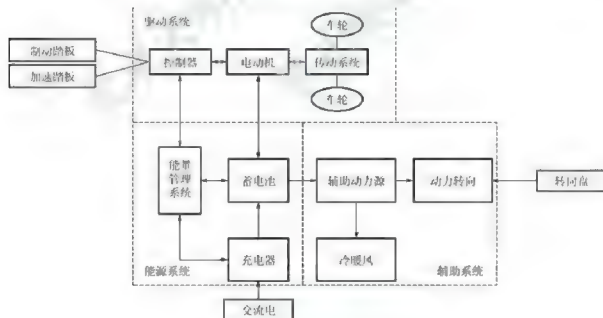 驱动系统
车轮
制动踏板
控制器
电动机
传动系统
加速踏板
车轮
能量
管理
系统
蓄电池
辅助动力源
动力转向
转向盘
充电器
冷暖风
能源系统
辅助系统
交流电